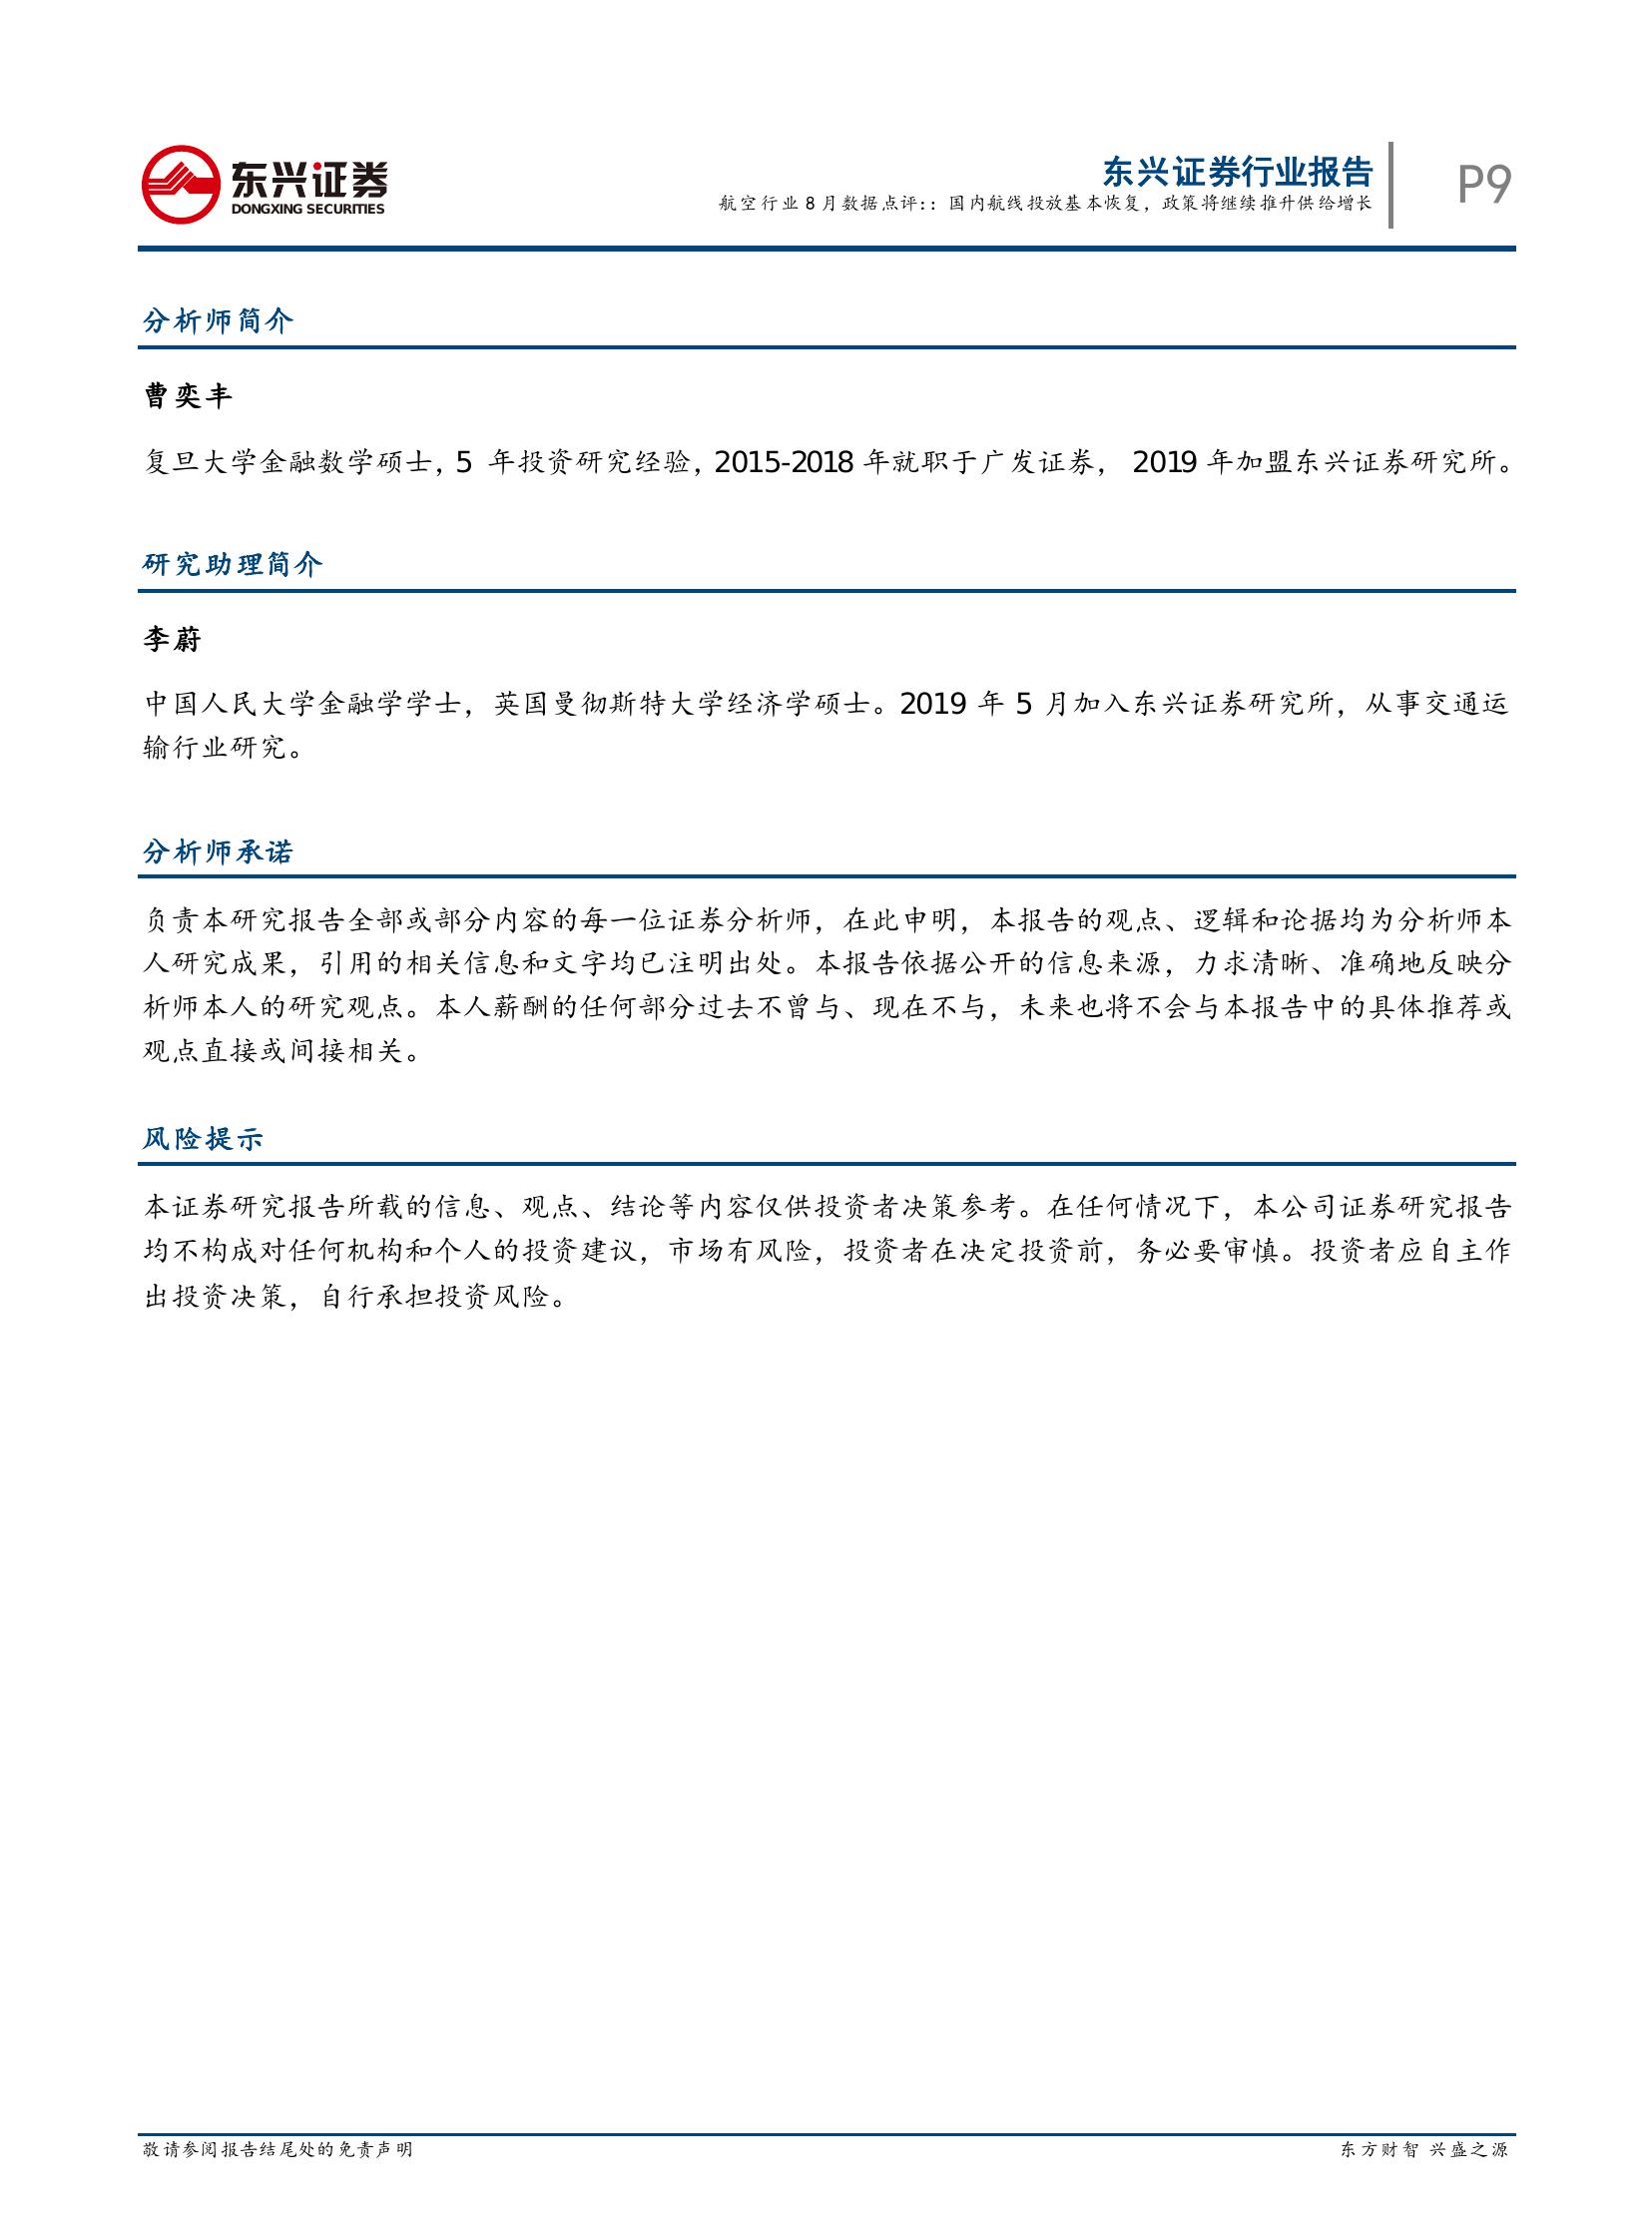 东兴证券
DONGXING SECURITIES
东兴证券行业报告
航空行业 8 月数据点评:：国内航线投放基本恢复，政策将继续推升供给增长
P9
分析师简介
曹奕丰
复旦大学金融数学硕士，5 年投资研究经验，2015-2018 年就职于广发证券， 2019 年加盟东兴证券研究所。
研究助理简介
李蔚
中国人民大学金融学学士，英国曼彻斯特大学经济学硕士。2019 年 5 月加入东兴证券研究所，从事交通运
输行业研究。
分析师承诺
负责本研究报告全部或部分内容的每一位证券分析师，在此申明，本报告的观点、逻辑和论据均为分析师本
人研究成果，引用的相关信息和文字均已注明出处。本报告依据公开的信息来源，力求清晰、准确地反映分
析师本人的研究观点。本人薪酬的任何部分过去不曾与、现在不与，未来也将不会与本报告中的具体推荐或
观点直接或间接相关。
风险提示
本证券研究报告所载的信息、观点、结论等内容仅供投资者决策参考。在任何情况下，本公司证券研究报告
均不构成对任何机构和个人的投资建议，市场有风险，投资者在决定投资前，务必要审慎。投资者应自主作
出投资决策，自行承担投资风险。
敬请参阅报告结尾处的免责声明
东方财智 兴盛之源